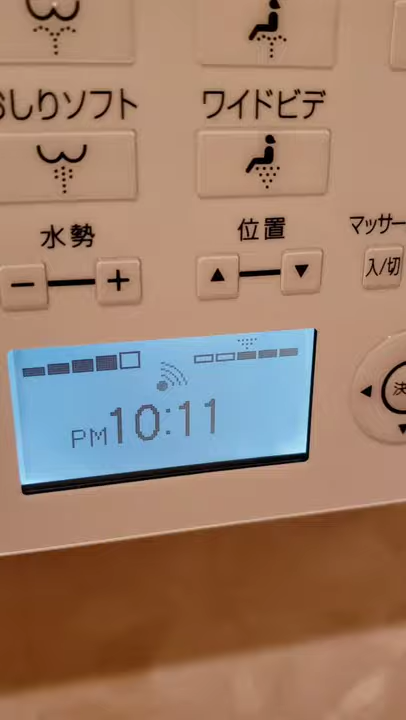 おしりソフト ワイドビデ
水勢 位置 マッサー
− + ▲ ▼ 入/切
PM10:11
決